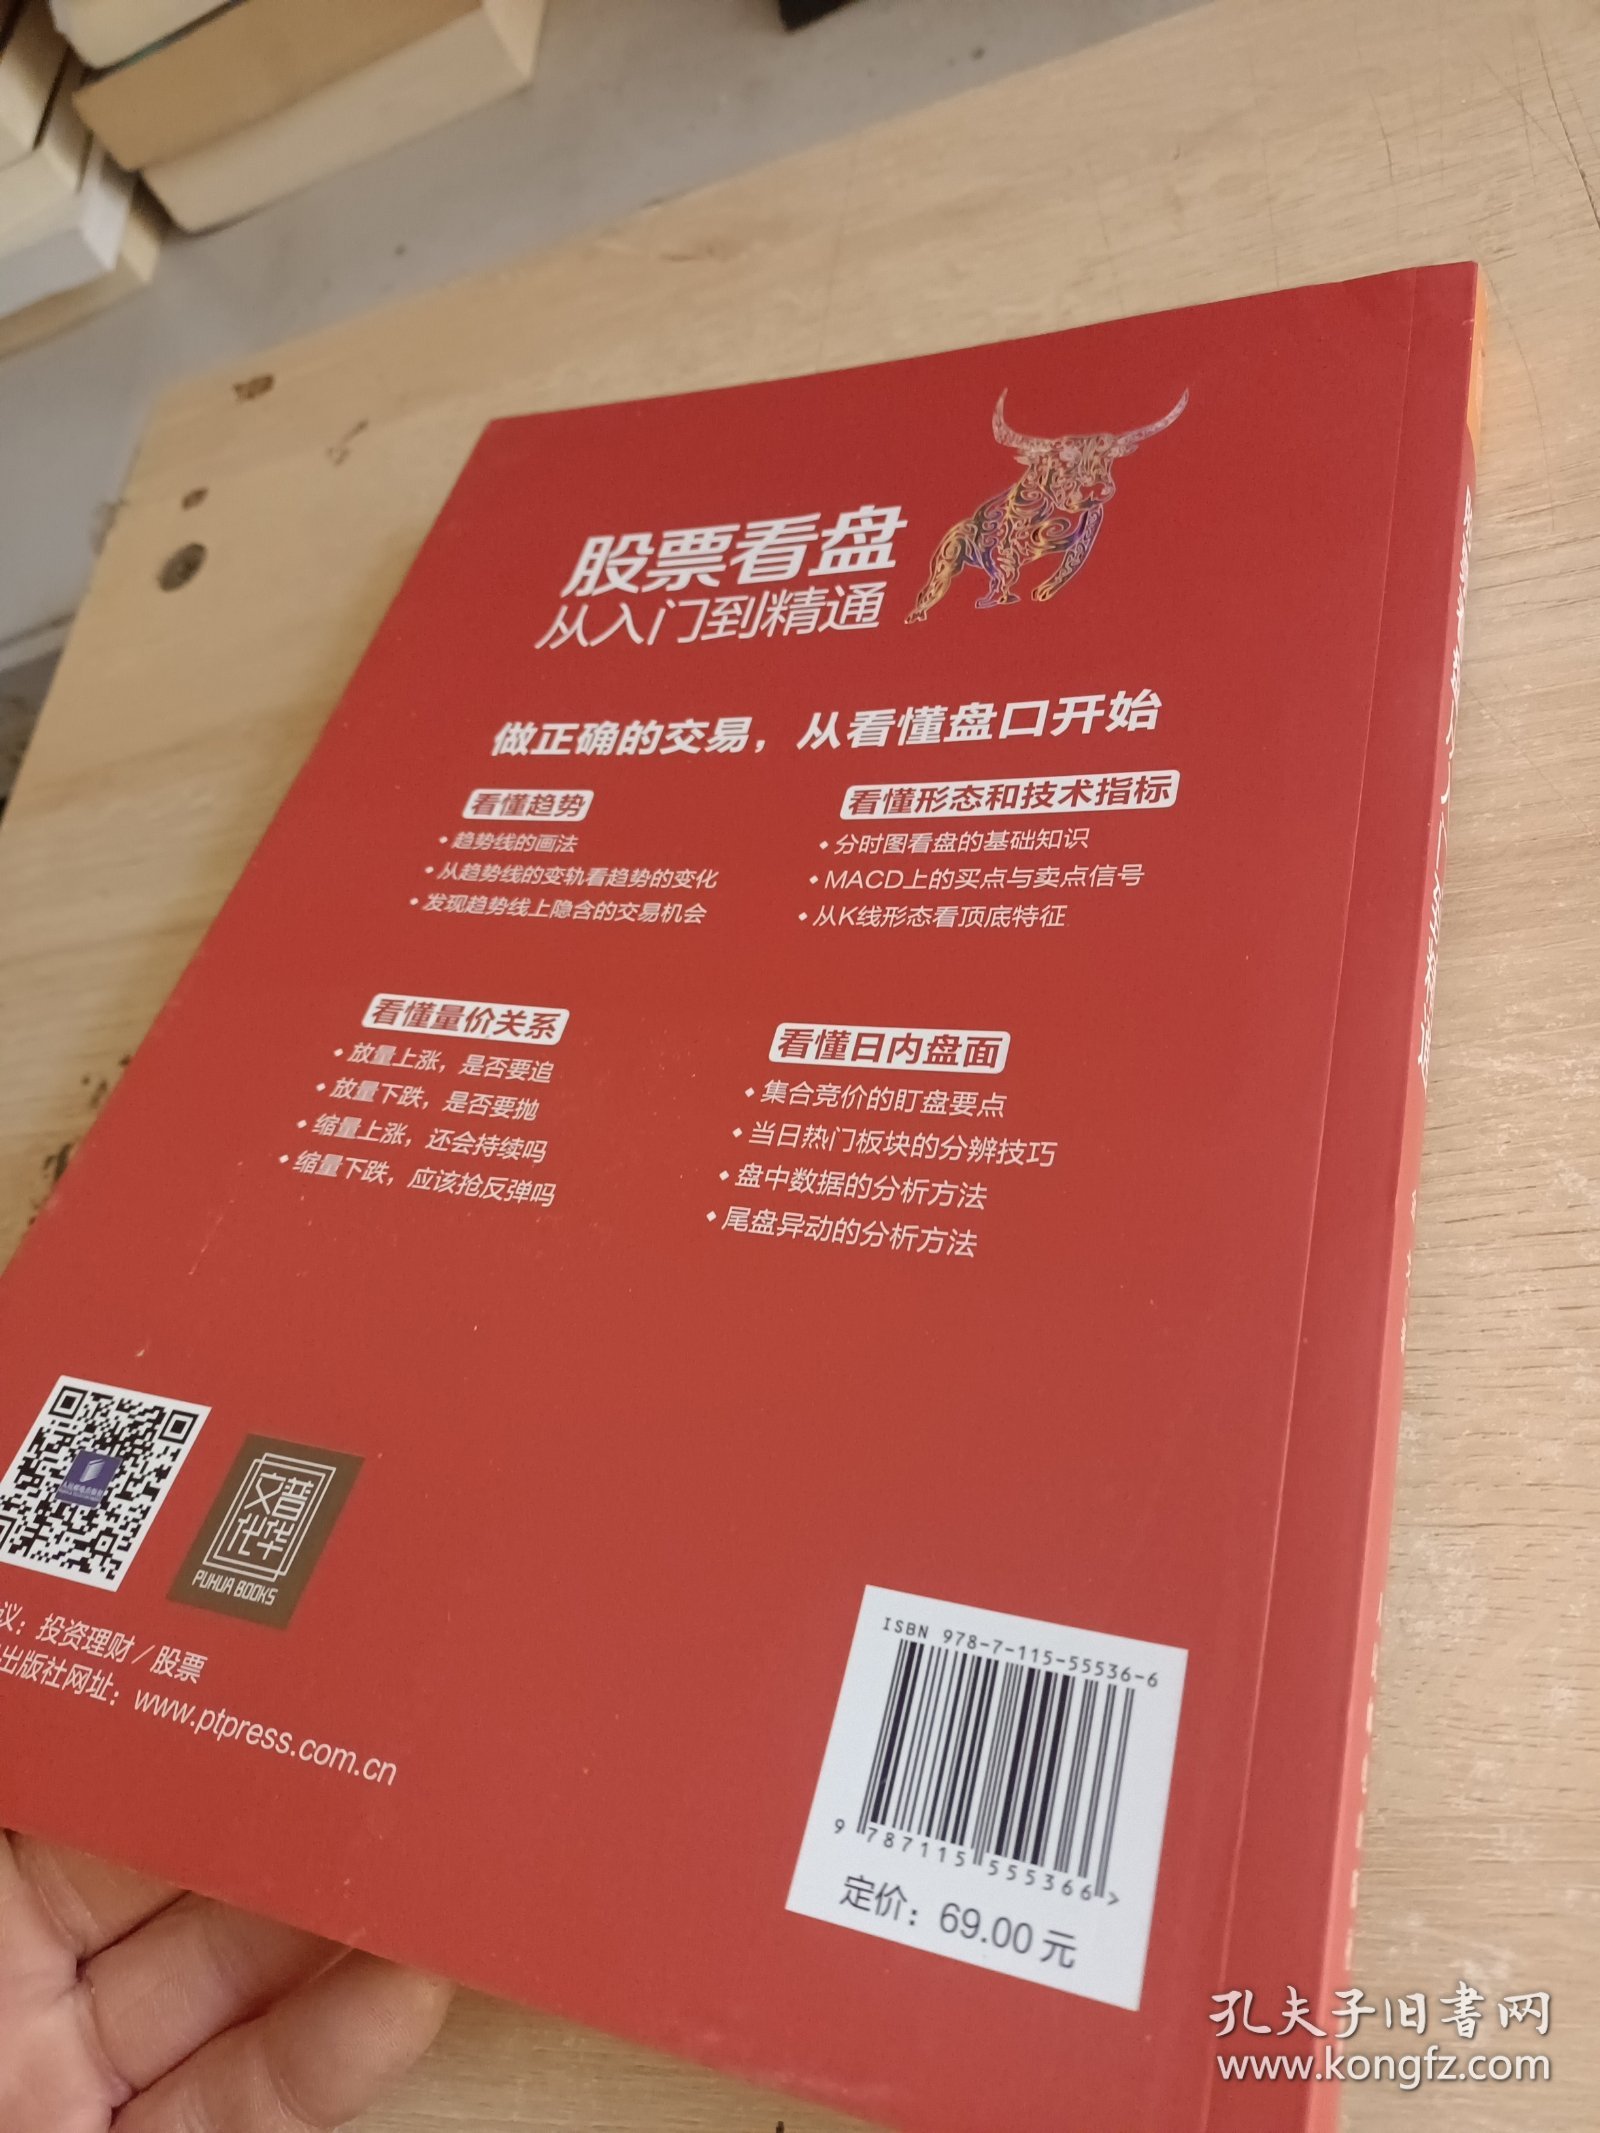 股票看盘
从入门到精通
做正确的交易，从看懂盘口开始
看懂趋势
• 趋势线的画法
• 从趋势线的变轨看趋势的变化
• 发现趋势线上隐含的交易机会
看懂形态和技术指标
• 分时图看盘的基础知识
• MACD上的买点与卖点信号
• 从K线形态看顶底特征
看懂量价关系
• 放量上涨，是否要追
• 放量下跌，是否要抛
• 缩量上涨，还会持续吗
• 缩量下跌，应该抢反弹吗
看懂日内盘面
• 集合竞价的盯盘要点
• 当日热门板块的分辨技巧
• 盘中数据的分析方法
• 尾盘异动的分析方法
普华
文化
PUHUA BOOKS
议：投资理财／股票
出版社网址：www.ptpress.com.cn
ISBN 978-7-115-55536-6
9 787115 555366 >
定价：69.00 元
孔夫子旧书网
www.kongfz.com